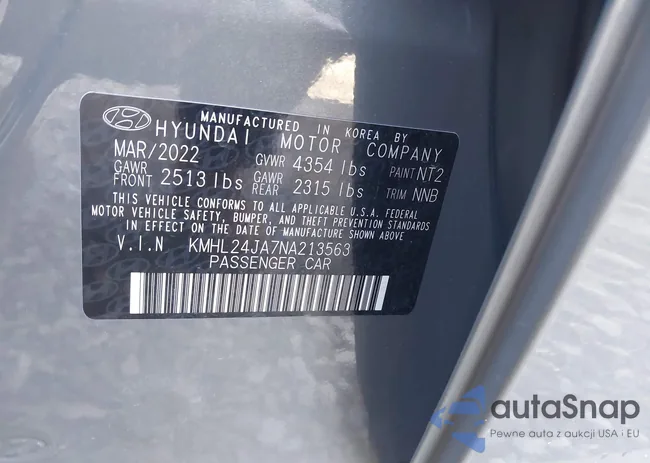 MANUFACTURED IN KOREA BY
HYUNDAI MOTOR COMPANY
MAR/2022 GVWR 4354 lbs PAINT NT2
GAWR FRONT 2513 lbs GAWR REAR 2315 lbs TRIM NNB
THIS VEHICLE CONFORMS TO ALL APPLICABLE U.S.A. FEDERAL
MOTOR VEHICLE SAFETY, BUMPER, AND THEFT PREVENTION
STANDARDS IN EFFECT ON THE DATE OF MANUFACTURE SHOWN ABOVE.
V.I.N KMHL24JA7NA213563
PASSENGER CAR
autaSnap
Pewne auta z aukcji USA i EU